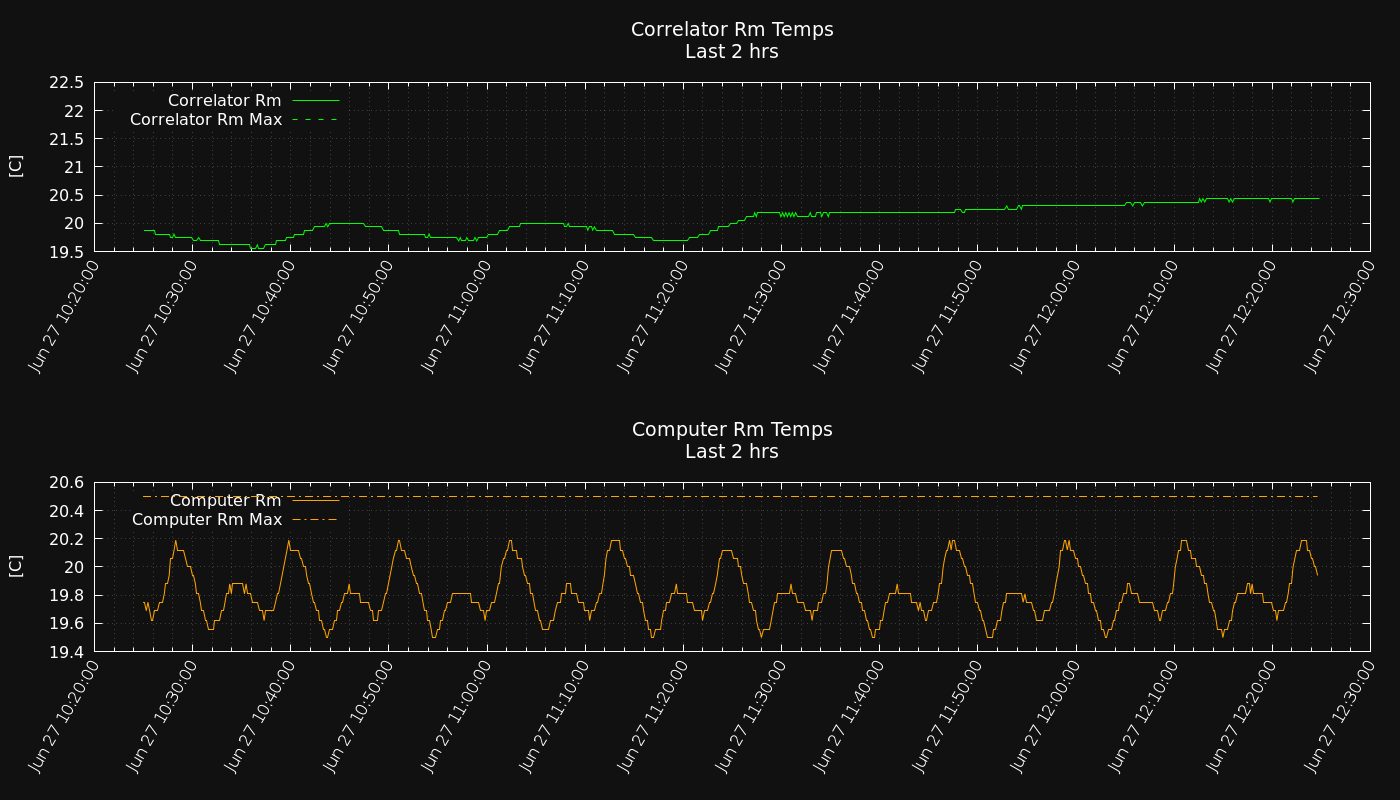 Correlator Rm Temps
Last 2 hrs
22.5
22
21.5
21
20.5
20
19.5
[C]
Correlator Rm
Correlator Rm Max
Jun 27 10:20:00
Jun 27 10:30:00
Jun 27 10:40:00
Jun 27 10:50:00
Jun 27 11:00:00
Jun 27 11:10:00
Jun 27 11:20:00
Jun 27 11:30:00
Jun 27 11:40:00
Jun 27 11:50:00
Jun 27 12:00:00
Jun 27 12:10:00
Jun 27 12:20:00
Jun 27 12:30:00
Computer Rm Temps
Last 2 hrs
20.6
20.4
20.2
20
19.8
19.6
19.4
[C]
Computer Rm
Computer Rm Max
Jun 27 10:20:00
Jun 27 10:30:00
Jun 27 10:40:00
Jun 27 10:50:00
Jun 27 11:00:00
Jun 27 11:10:00
Jun 27 11:20:00
Jun 27 11:30:00
Jun 27 11:40:00
Jun 27 11:50:00
Jun 27 12:00:00
Jun 27 12:10:00
Jun 27 12:20:00
Jun 27 12:30:00